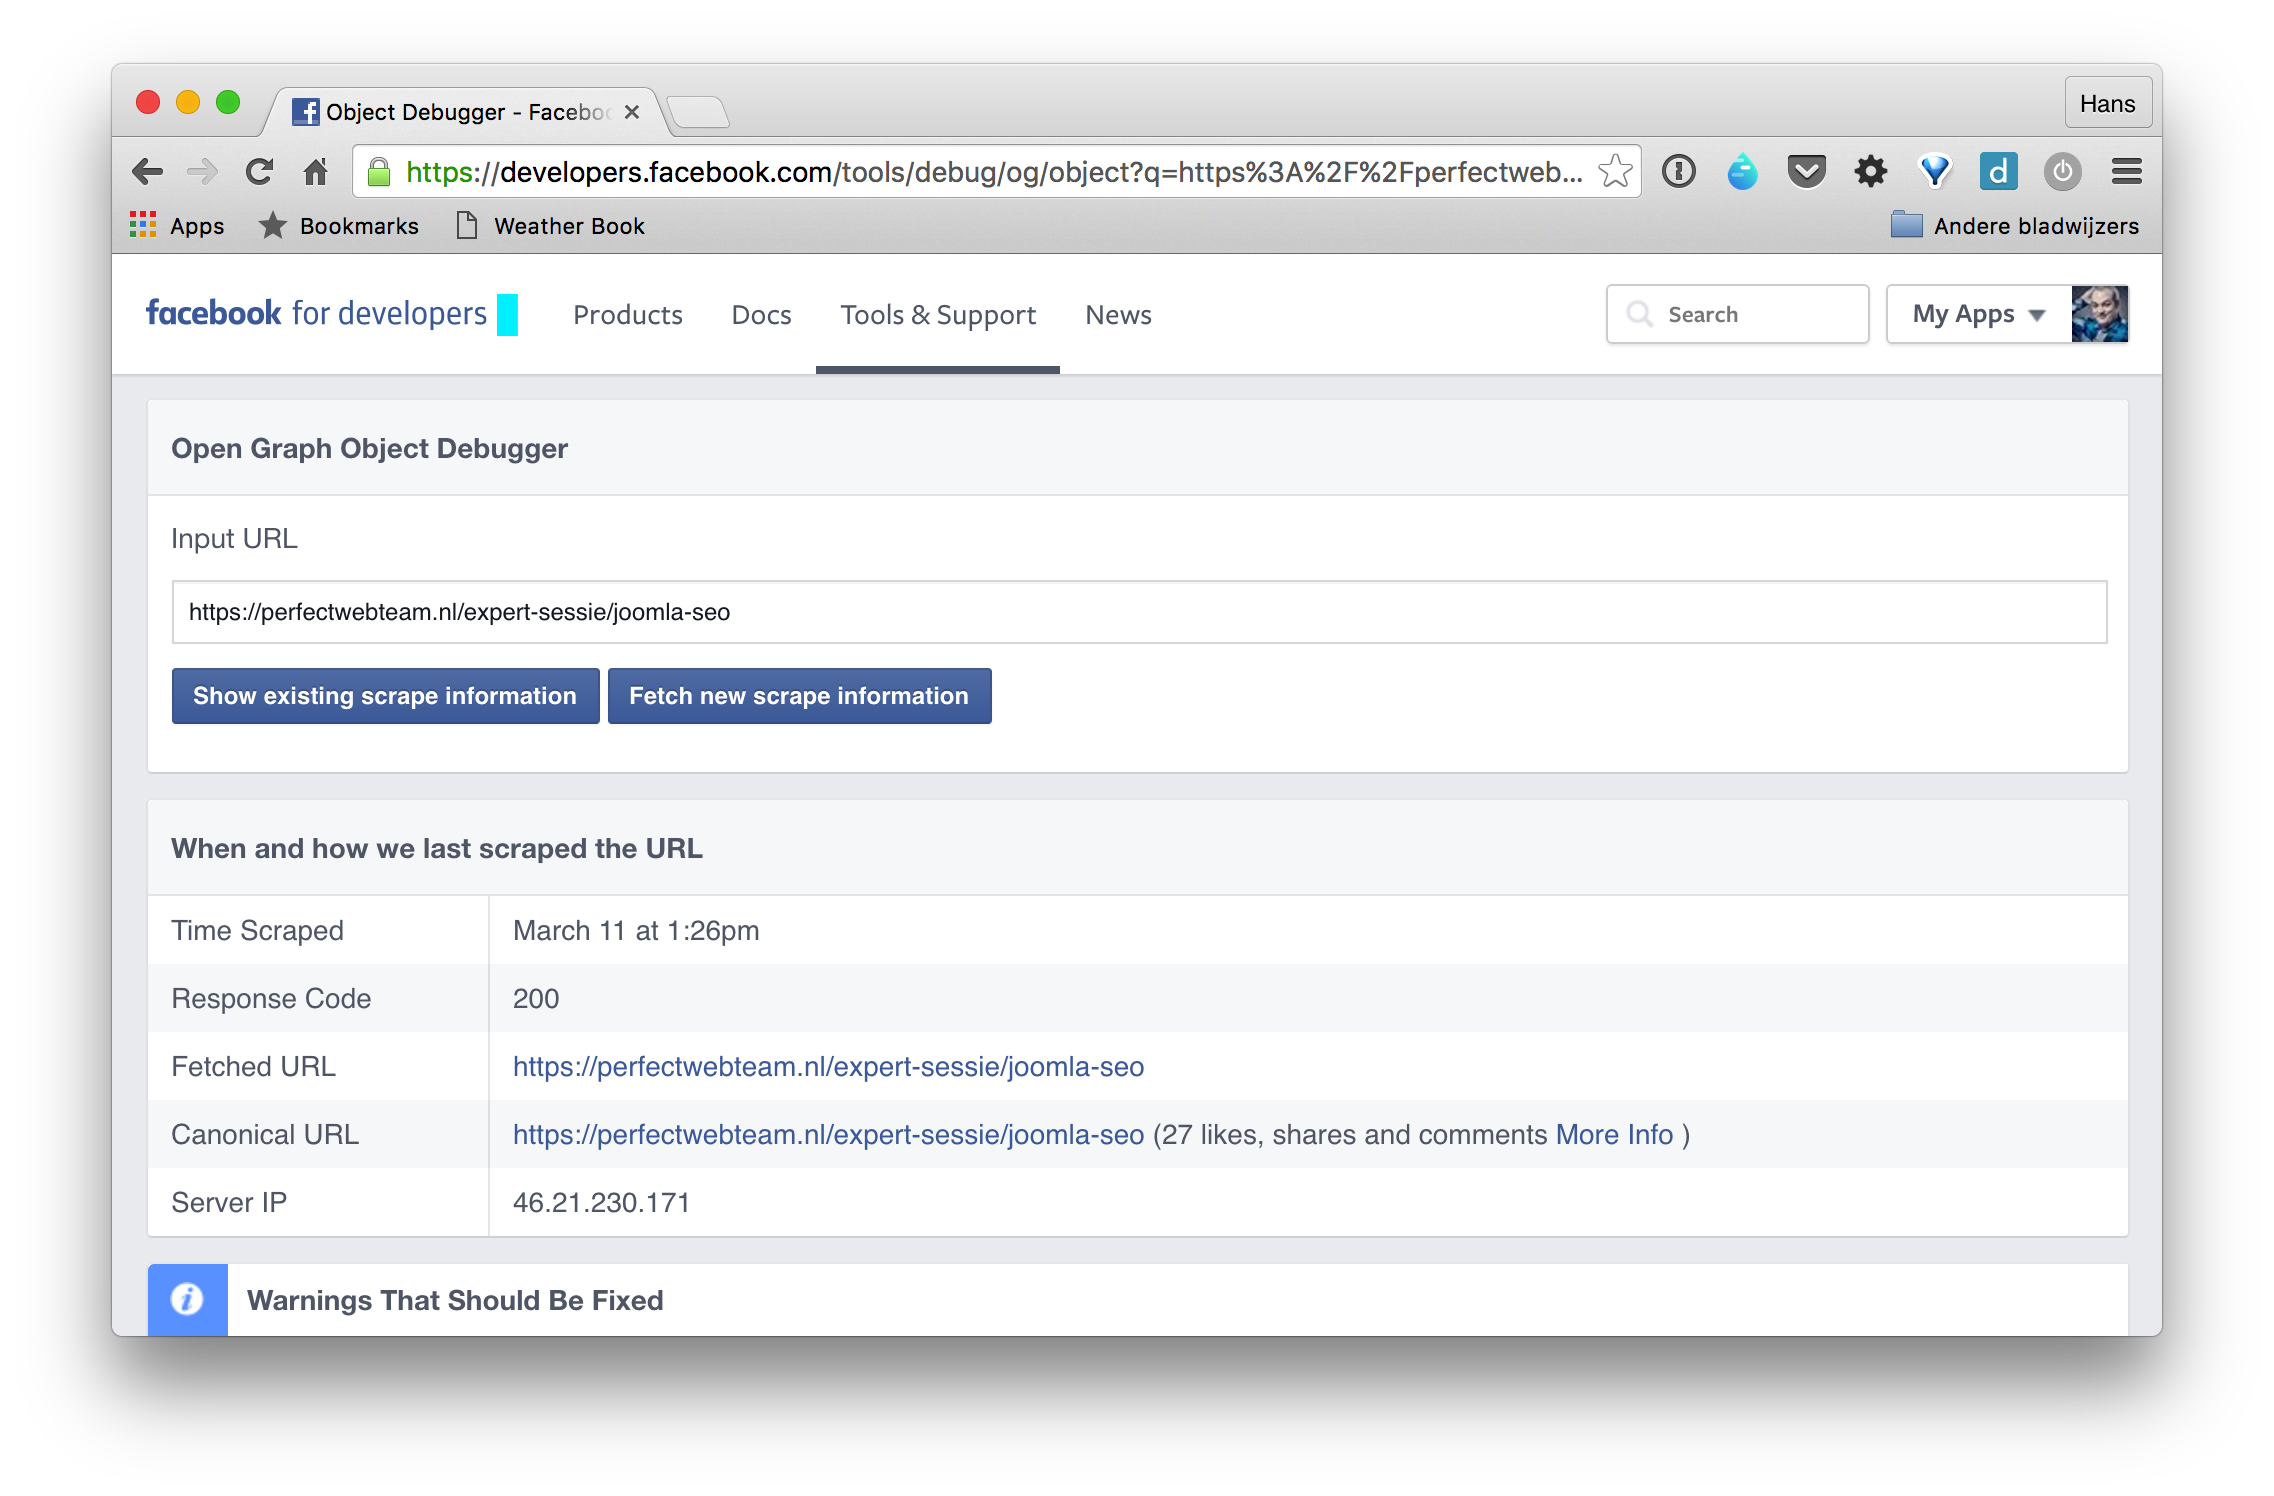 Object Debugger - Facebo
Hans
https://developers.facebook.com/tools/debug/og/object?q=https%3A%2F%2Fperfectweb...
d
Apps Bookmarks Weather Book Andere bladwijzers
facebook for developers Products Docs Tools & Support News Search My Apps
Open Graph Object Debugger
Input URL
https://perfectwebteam.nl/expert-sessie/joomla-seo
Show existing scrape information Fetch new scrape information
When and how we last scraped the URL
Time Scraped March 11 at 1:26pm
Response Code 200
Fetched URL https://perfectwebteam.nl/expert-sessie/joomla-seo
Canonical URL https://perfectwebteam.nl/expert-sessie/joomla-seo (27 likes, shares and comments More Info )
Server IP 46.21.230.171
Warnings That Should Be Fixed